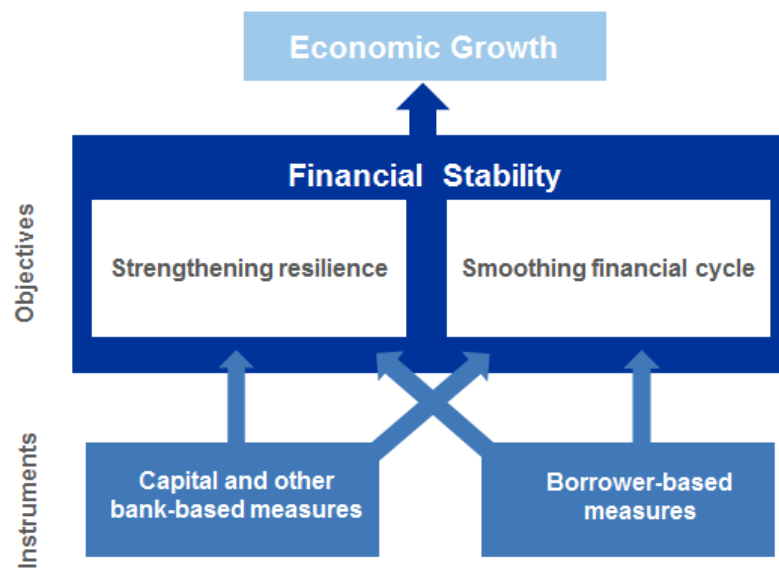 Economic Growth
Financial Stability
Objectives
Strengthening resilience
Smoothing financial cycle
Instruments
Capital and other
bank-based measures
Borrower-based
measures